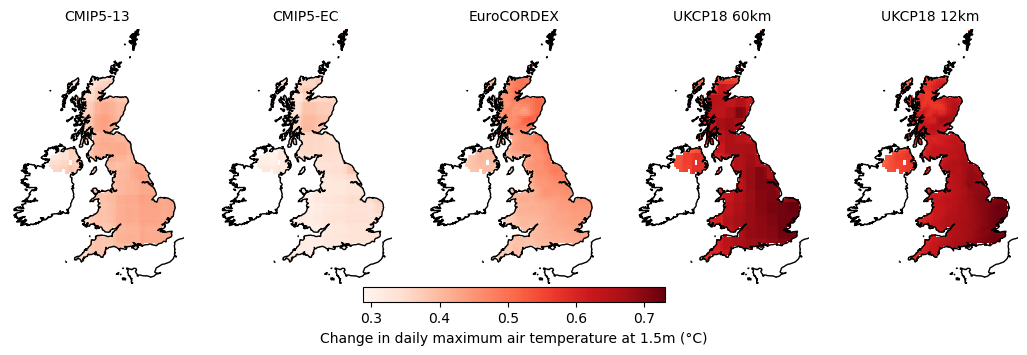 CMIP5-13 CMIP5-EC EuroCORDEX UKCP18 60km UKCP18 12km
0.3 0.4 0.5 0.6 0.7
Change in daily maximum air temperature at 1.5m (°C)